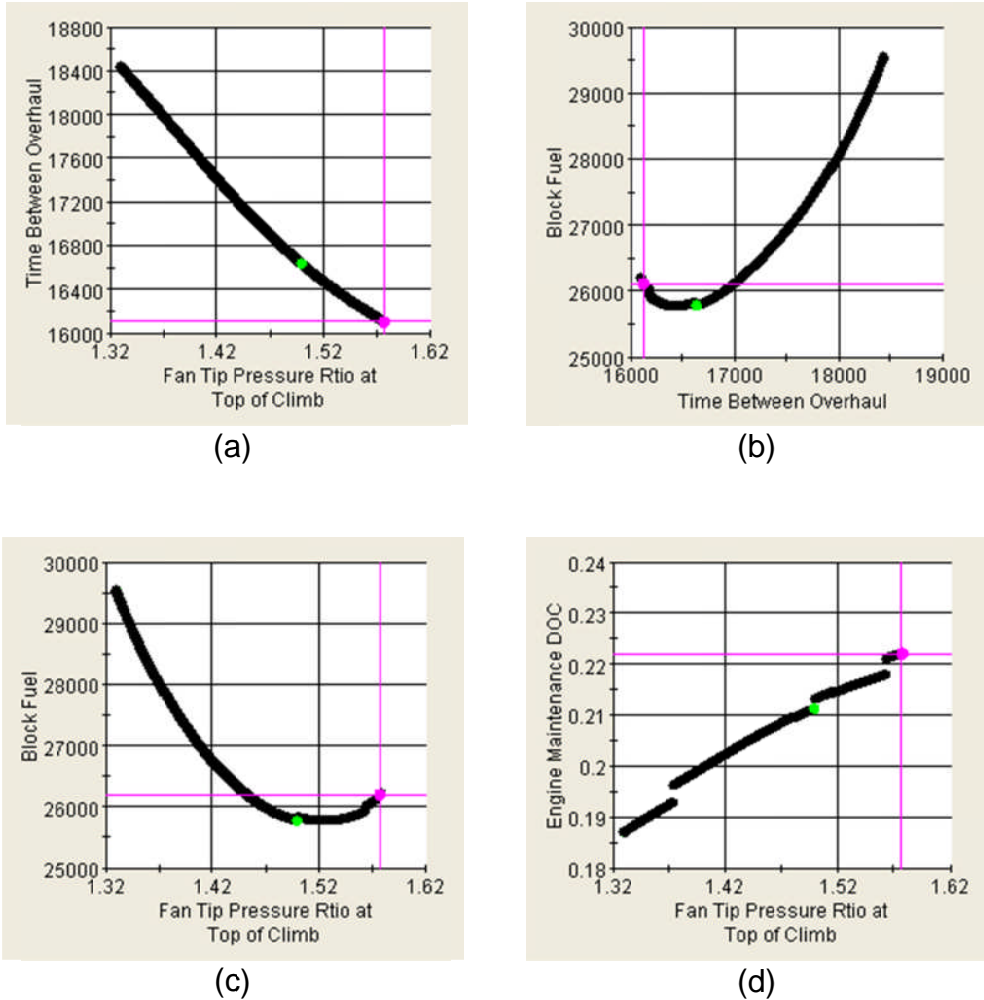 18800
18400
18000
17600
17200
16800
16400
16000
Time Between Overhaul
1.32 1.42 1.52 1.62
Fan Tip Pressure Rtio at
Top of Climb
(a)
30000
29000
28000
27000
26000
25000
Block Fuel
16000 17000 18000 19000
Time Between Overhaul
(b)
30000
29000
28000
27000
26000
25000
Block Fuel
1.32 1.42 1.52 1.62
Fan Tip Pressure Rtio at
Top of Climb
(c)
0.24
0.23
0.22
0.21
0.2
0.19
0.18
Engine Maintenance DOC
1.32 1.42 1.52 1.62
Fan Tip Pressure Rtio at
Top of Climb
(d)